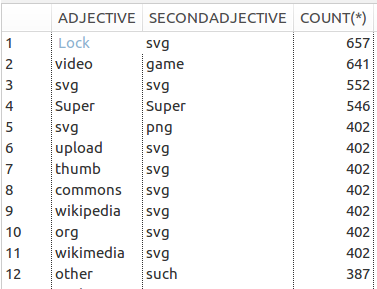 ADJECTIVE SECONDADJECTIVE COUNT(*)
1 Lock svg 657
2 video game 641
3 svg svg 552
4 Super Super 546
5 svg png 402
6 upload svg 402
7 thumb svg 402
8 commons svg 402
9 wikipedia svg 402
10 org svg 402
11 wikimedia svg 402
12 other such 387